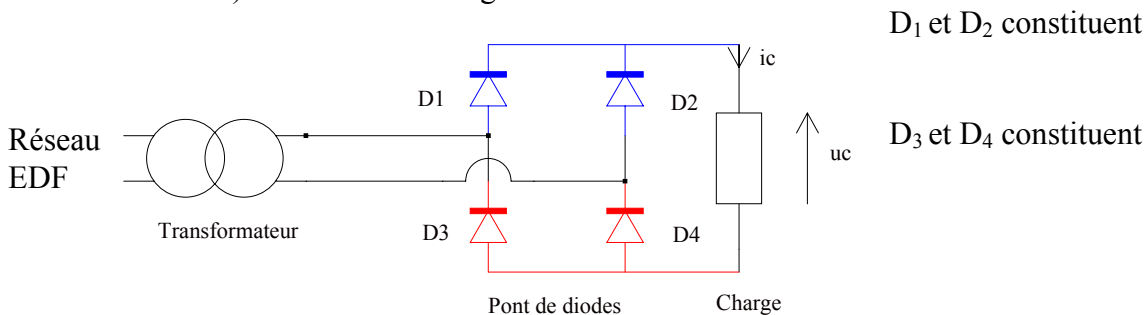 D₁ et D₂ constituent
ic
D1
D2
Réseau
EDF
uc
D₃ et D₄ constituent
Transformateur
D3
D4
Pont de diodes
Charge